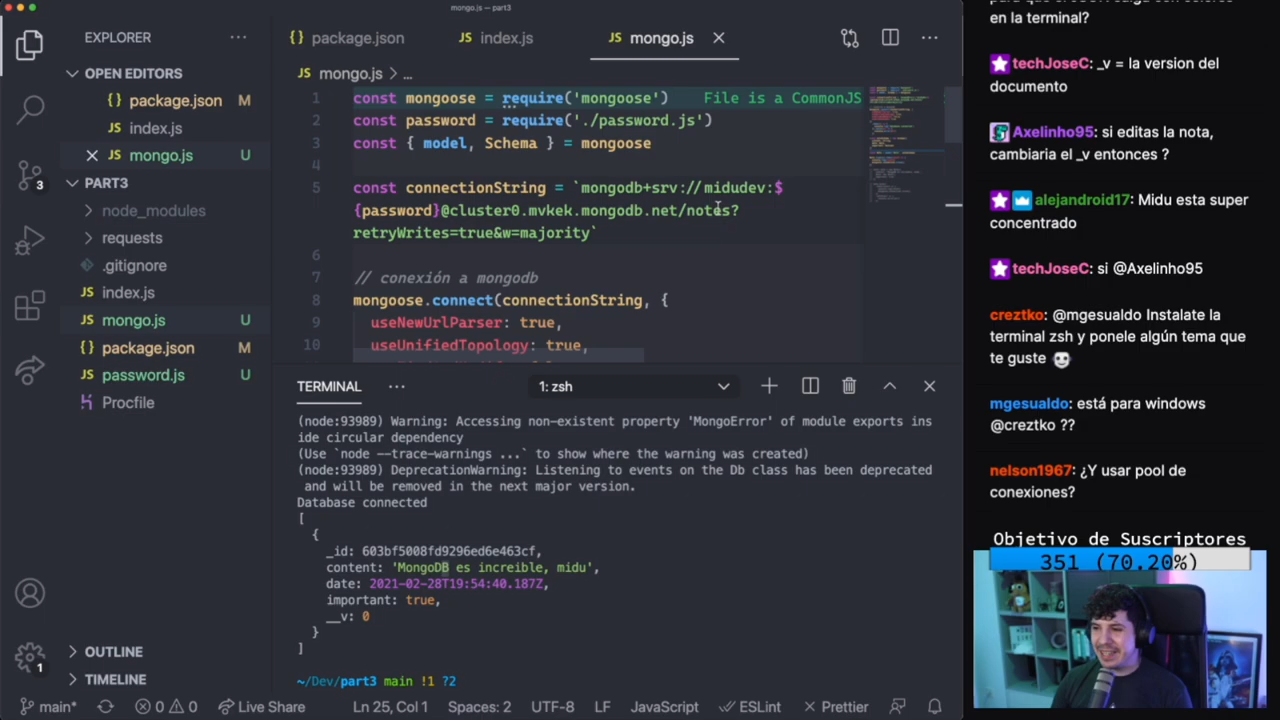 mongo.js — part3
EXPLORER
OPEN EDITORS
package.json M
index.js
mongo.js U
PART3
node_modules
requests
.gitignore
JS index.js
JS mongo.js U
{} package.json M
JS password.js U
Procfile
OUTLINE
TIMELINE
3
1
{} package.json
JS index.js
JS mongo.js
JS mongo.js > ...
1 const mongoose = require('mongoose') File is a CommonJS
2 const password = require('./password.js')
3 const { model, Schema } = mongoose
4
5 const connectionString = `mongodb+srv://midudev:$
{password}@cluster0.mvkek.mongodb.net/notes?
retryWrites=true&w=majority`
6
7 // conexión a mongodb
8 mongoose.connect(connectionString, {
9 useNewUrlParser: true,
10 useUnifiedTopology: true,
TERMINAL
1: zsh
(node:93989) Warning: Accessing non-existent property 'MongoError' of module exports ins
ide circular dependency
(Use `node --trace-warnings ...` to show where the warning was created)
(node:93989) DeprecationWarning: Listening to events on the Db class has been deprecated
and will be removed in the next major version.
Database connected
[
{
_id: 603bf5008fd9296ed6e463cf,
content: 'MongoDB es increible, midu',
date: 2021-02-28T19:54:40.187Z,
important: true,
__v: 0
}
]
~/Dev/part3 main !1 ?2
main* 0 0 Live Share Ln 25, Col 1 Spaces: 2 UTF-8 LF JavaScript ESLint Prettier
en la terminal?
techJoseC: _v = la version del
documento
Axelinho95: si editas la nota,
cambiaria el _v entonces ?
alejandroid17: Midu esta super
concentrado
techJoseC: si @Axelinho95
creztko: @mgesualdo Instalate la
terminal zsh y ponele algún tema que
te guste
mgesualdo: está para windows
@creztko ??
nelson1967: ¿Y usar pool de
conexiones?
Objetivo de Suscriptores
351 (70.20%)